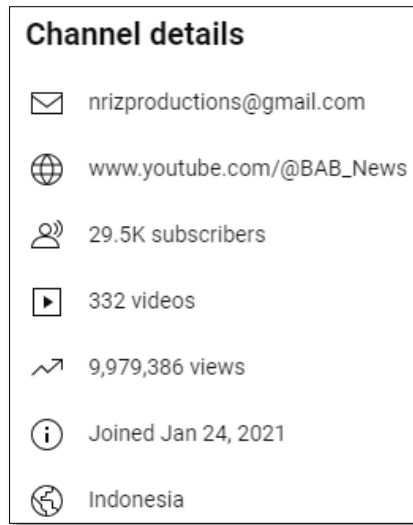 Channel details
nrizproductions@gmail.com
www.youtube.com/@BAB_News
29.5K subscribers
332 videos
9,979,386 views
Joined Jan 24, 2021
Indonesia